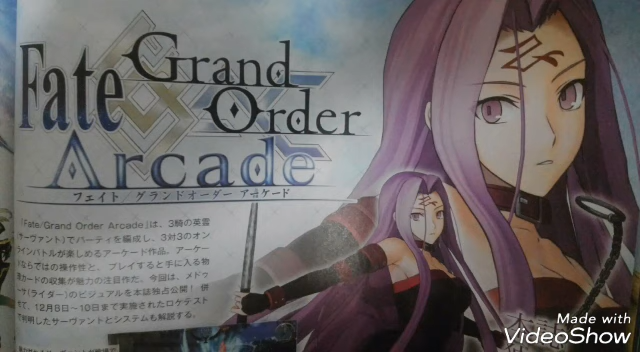 Fate
Grand
Order
Arcade
フェイト/グランドオーダー アーケード
「Fate/Grand Order Arcade」は、3騎の英霊
(サーヴァント)でパーティを編成し、3対3のオン
インバトルが楽しめるアーケード作品。アーケー
ならではの操作性と、プレイすると手に入る物
カードの収集が魅力の注目作だ。今回は、メドゥ
(ライダー)のビジュアルを本誌独占公開! 併
て、12月8日~10日まで実施されたロケテスト
判明したサーヴァントとシステムも解説する。
Made with
VideoShow